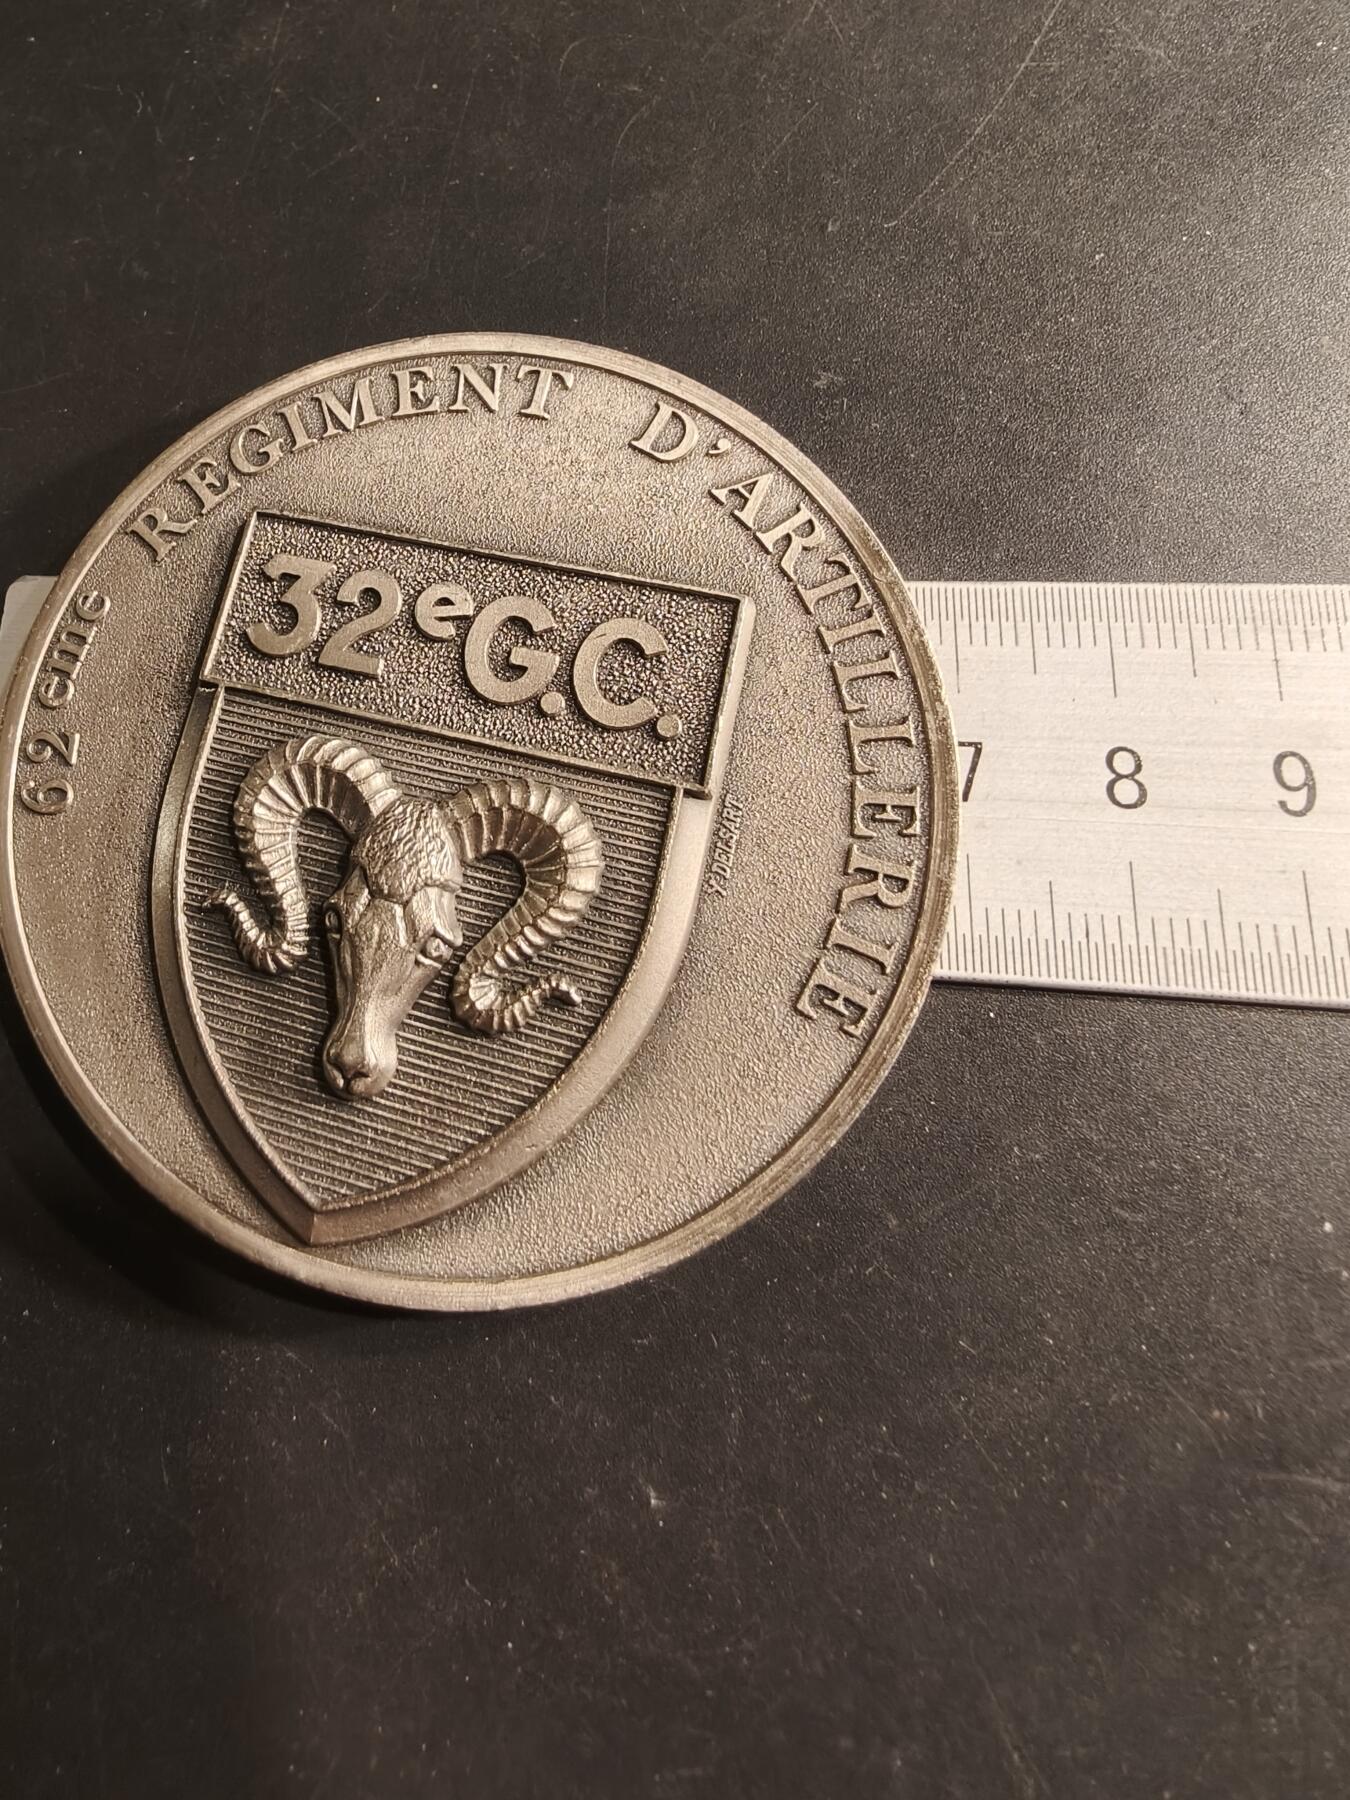 62 eme REGIMENT D'ARTILLERIE
32eG.C.
Y. DELSART
7 8 9